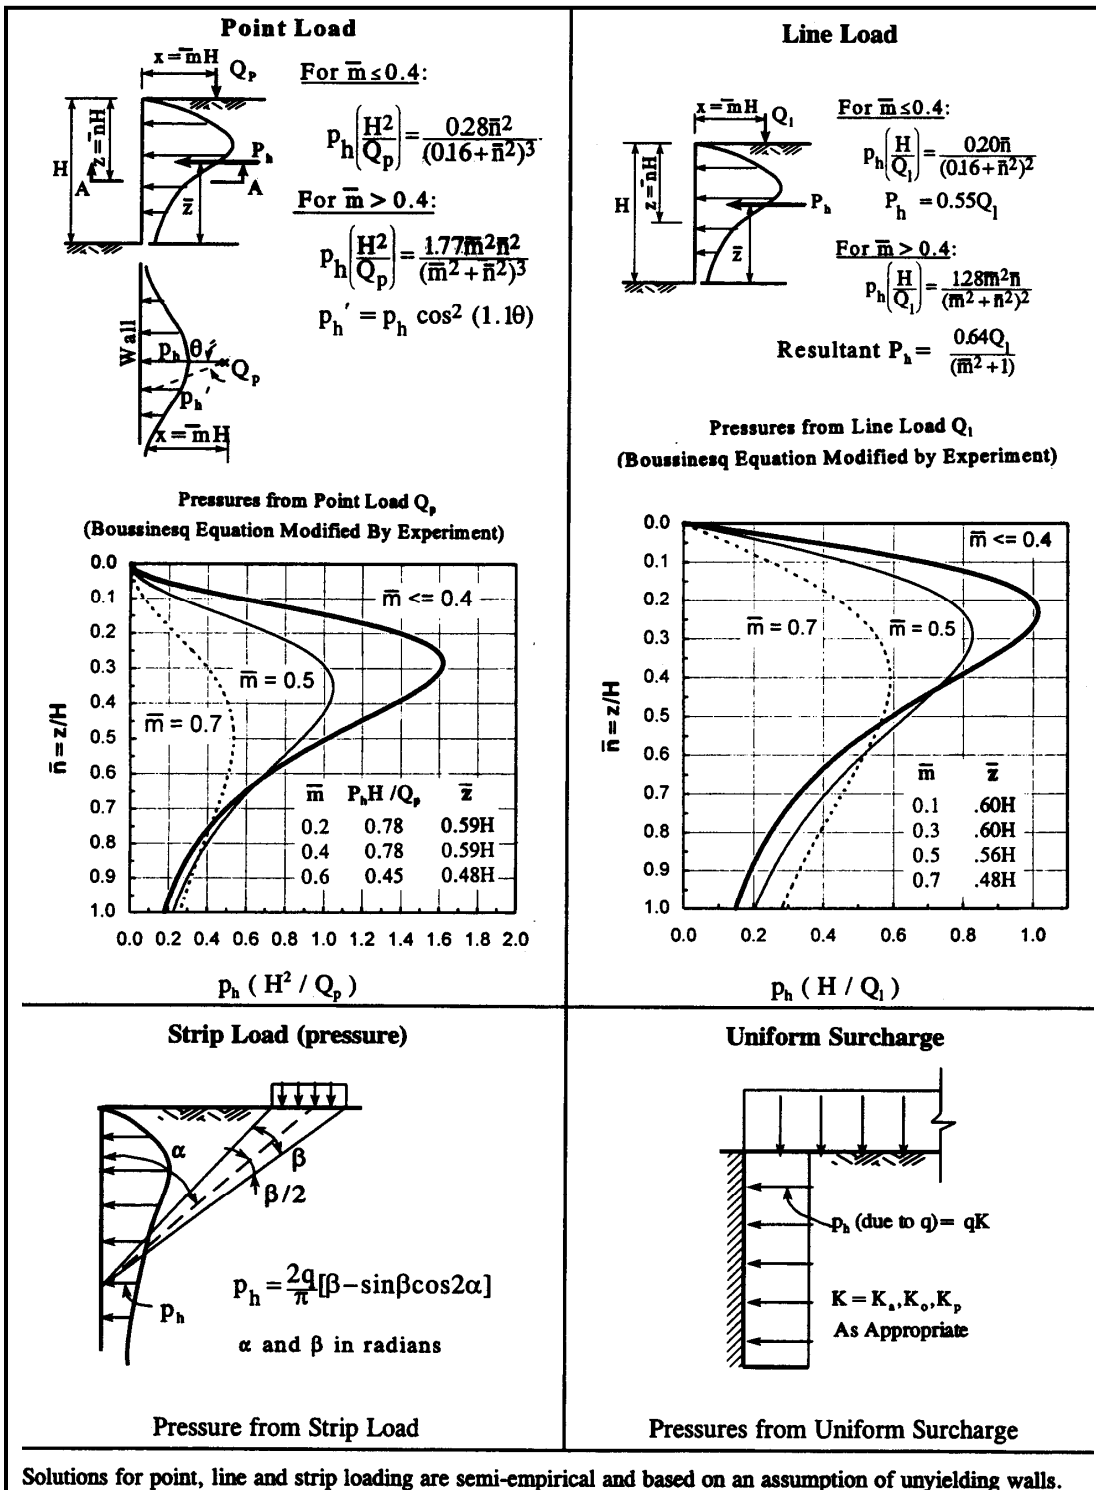 Point Load
x = m̄H
Q_p
H
z = n̄H
P_h
A
A
z̄
For m̄ ≤ 0.4:
p_h(H²/Q_p) = 0.28n̄²/(0.16+n̄²)³
For m̄ > 0.4:
p_h(H²/Q_p) = 1.77m̄²n̄²/(m̄²+n̄²)³
p_h′ = p_h cos² (1.1θ)
Wall
p_h
θ
Q_p
p_h′
x = m̄H
Pressures from Point Load Q_p
(Boussinesq Equation Modified By Experiment)
0.0
0.1
0.2
0.3
0.4
0.5
0.6
0.7
0.8
0.9
1.0
n̄ = z/H
m̄ <= 0.4
m̄ = 0.5
m̄ = 0.7
m̄ P_hH /Q_p z̄
0.2 0.78 0.59H
0.4 0.78 0.59H
0.6 0.45 0.48H
0.0 0.2 0.4 0.6 0.8 1.0 1.2 1.4 1.6 1.8 2.0
p_h ( H² / Q_p )
Line Load
x = m̄H
Q_l
H
z = n̄H
P_h
z̄
For m̄ ≤ 0.4:
p_h(H/Q_l) = 0.20n̄/(0.16+n̄²)²
P_h = 0.55Q_l
For m̄ > 0.4:
p_h(H/Q_l) = 1.28m̄²n̄/(m̄²+n̄²)²
Resultant P_h = 0.64Q_l/(m̄²+1)
Pressures from Line Load Q_l
(Boussinesq Equation Modified by Experiment)
0.0
0.1
0.2
0.3
0.4
0.5
0.6
0.7
0.8
0.9
1.0
n̄ = z/H
m̄ <= 0.4
m̄ = 0.7
m̄ = 0.5
m̄ z̄
0.1 .60H
0.3 .60H
0.5 .56H
0.7 .48H
0.0 0.2 0.4 0.6 0.8 1.0
p_h ( H / Q_l )
Strip Load (pressure)
α
β
β/2
p_h
p_h = 2q/π [β − sinβcos2α]
α and β in radians
Pressure from Strip Load
Uniform Surcharge
p_h (due to q) = qK
K = K_a, K_o, K_p
As Appropriate
Pressures from Uniform Surcharge
Solutions for point, line and strip loading are semi-empirical and based on an assumption of unyielding walls.